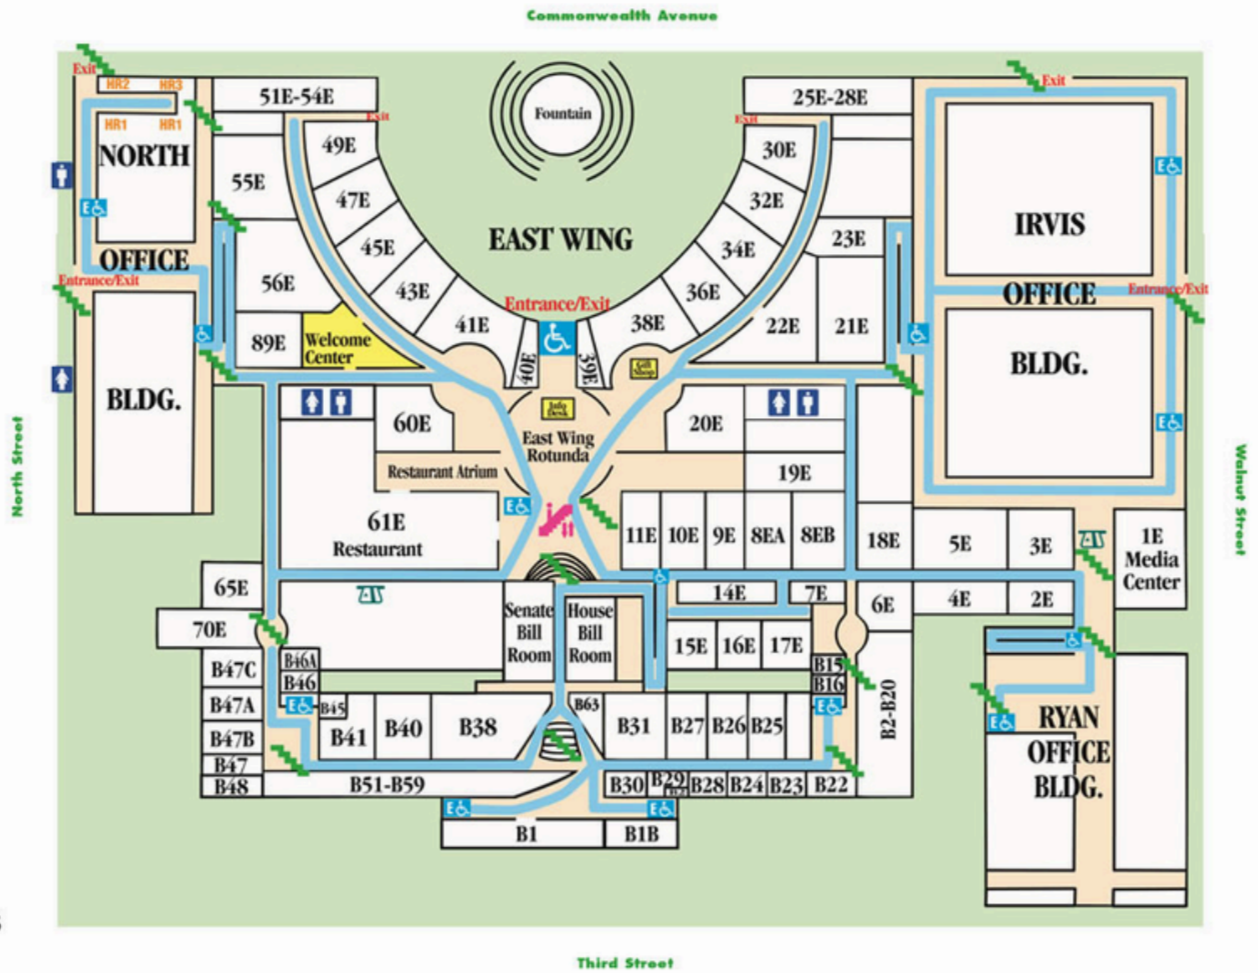 Commonwealth Avenue
Exit
HR2
HR3
HR1
HR1
NORTH
OFFICE
Entrance/Exit
BLDG.
North Street
51E-54E
Exit
49E
55E
47E
45E
56E
43E
41E
89E
Welcome
Center
Fountain
EAST WING
Entrance/Exit
40E
39E
25E-28E
Exit
30E
32E
34E
23E
36E
38E
22E
21E
Gift
Shop
Info
Desk
East Wing
Rotunda
Exit
E
IRVIS
OFFICE
Entrance/Exit
BLDG.
E
Walnut Street
E
60E
20E
Restaurant Atrium
19E
61E
Restaurant
E
i
11E
10E
9E
8EA
8EB
18E
5E
3E
1E
Media
Center
65E
70E
Senate
Bill
Room
House
Bill
Room
14E
7E
6E
4E
2E
15E
16E
17E
B47C
B46A
B46
B15
B16
B47A
E
B45
B63
E
B47B
B41
B40
B38
B31
B27
B26
B25
B2-B20
E
RYAN
OFFICE
BLDG.
B47
B48
B51-B59
B30
B29
B28
B24
B23
B22
E
E
B1
B1B
Third Street